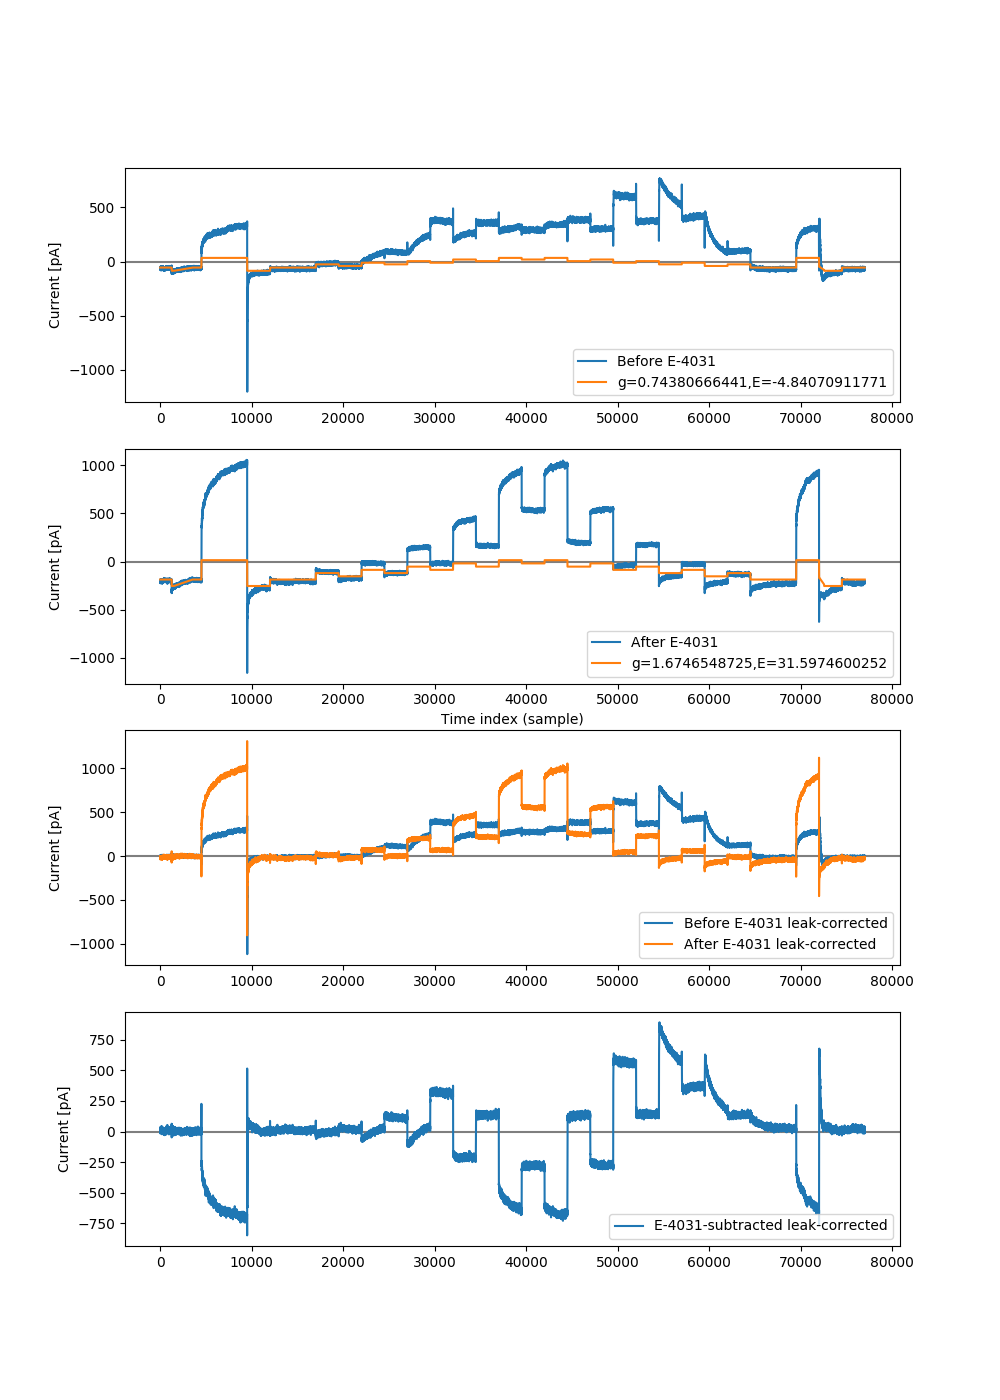 500
0
−500
−1000
Current [pA]
Before E-4031
g=0.74380666441,E=-4.84070911771
0 10000 20000 30000 40000 50000 60000 70000 80000
1000
500
0
−500
−1000
Current [pA]
After E-4031
g=1.6746548725,E=31.5974600252
0 10000 20000 30000 40000 50000 60000 70000 80000
Time index (sample)
1000
500
0
−500
−1000
Current [pA]
Before E-4031 leak-corrected
After E-4031 leak-corrected
0 10000 20000 30000 40000 50000 60000 70000 80000
750
500
250
0
−250
−500
−750
Current [pA]
E-4031-subtracted leak-corrected
0 10000 20000 30000 40000 50000 60000 70000 80000